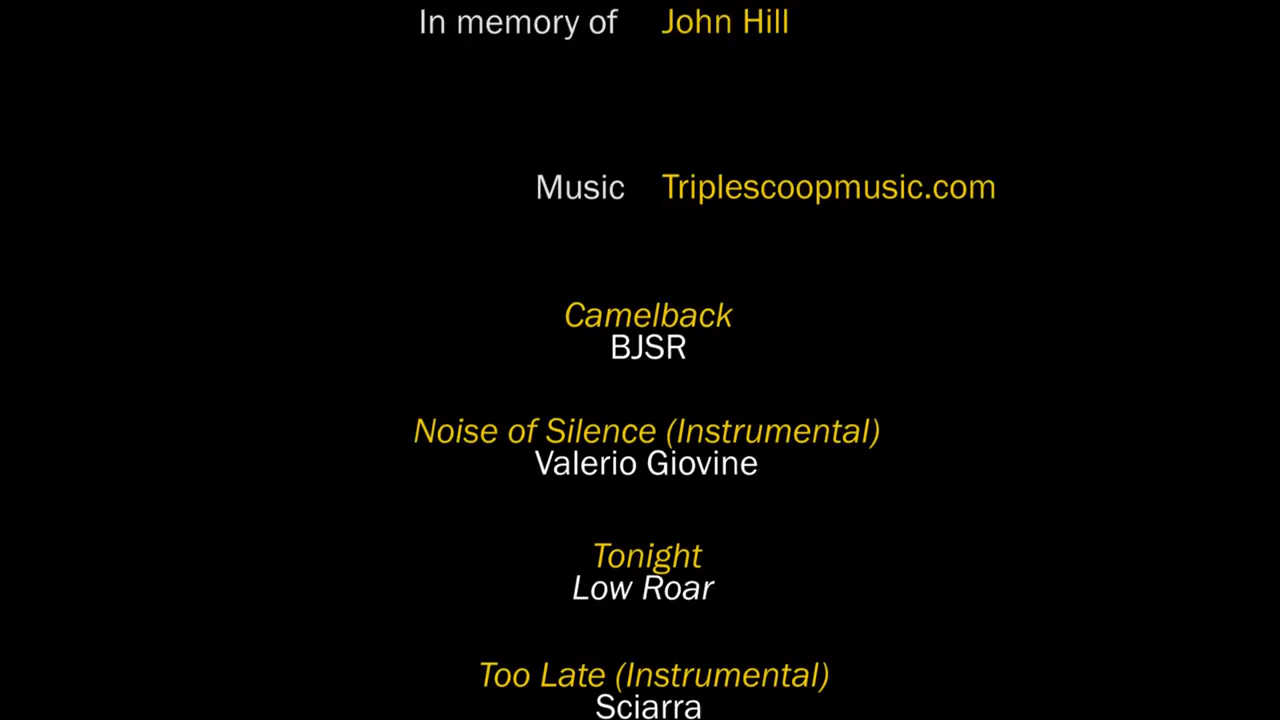 In memory of John Hill
Music Triplescoopmusic.com
Camelback
BJSR
Noise of Silence (Instrumental)
Valerio Giovine
Tonight
Low Roar
Too Late (Instrumental)
Sciarra